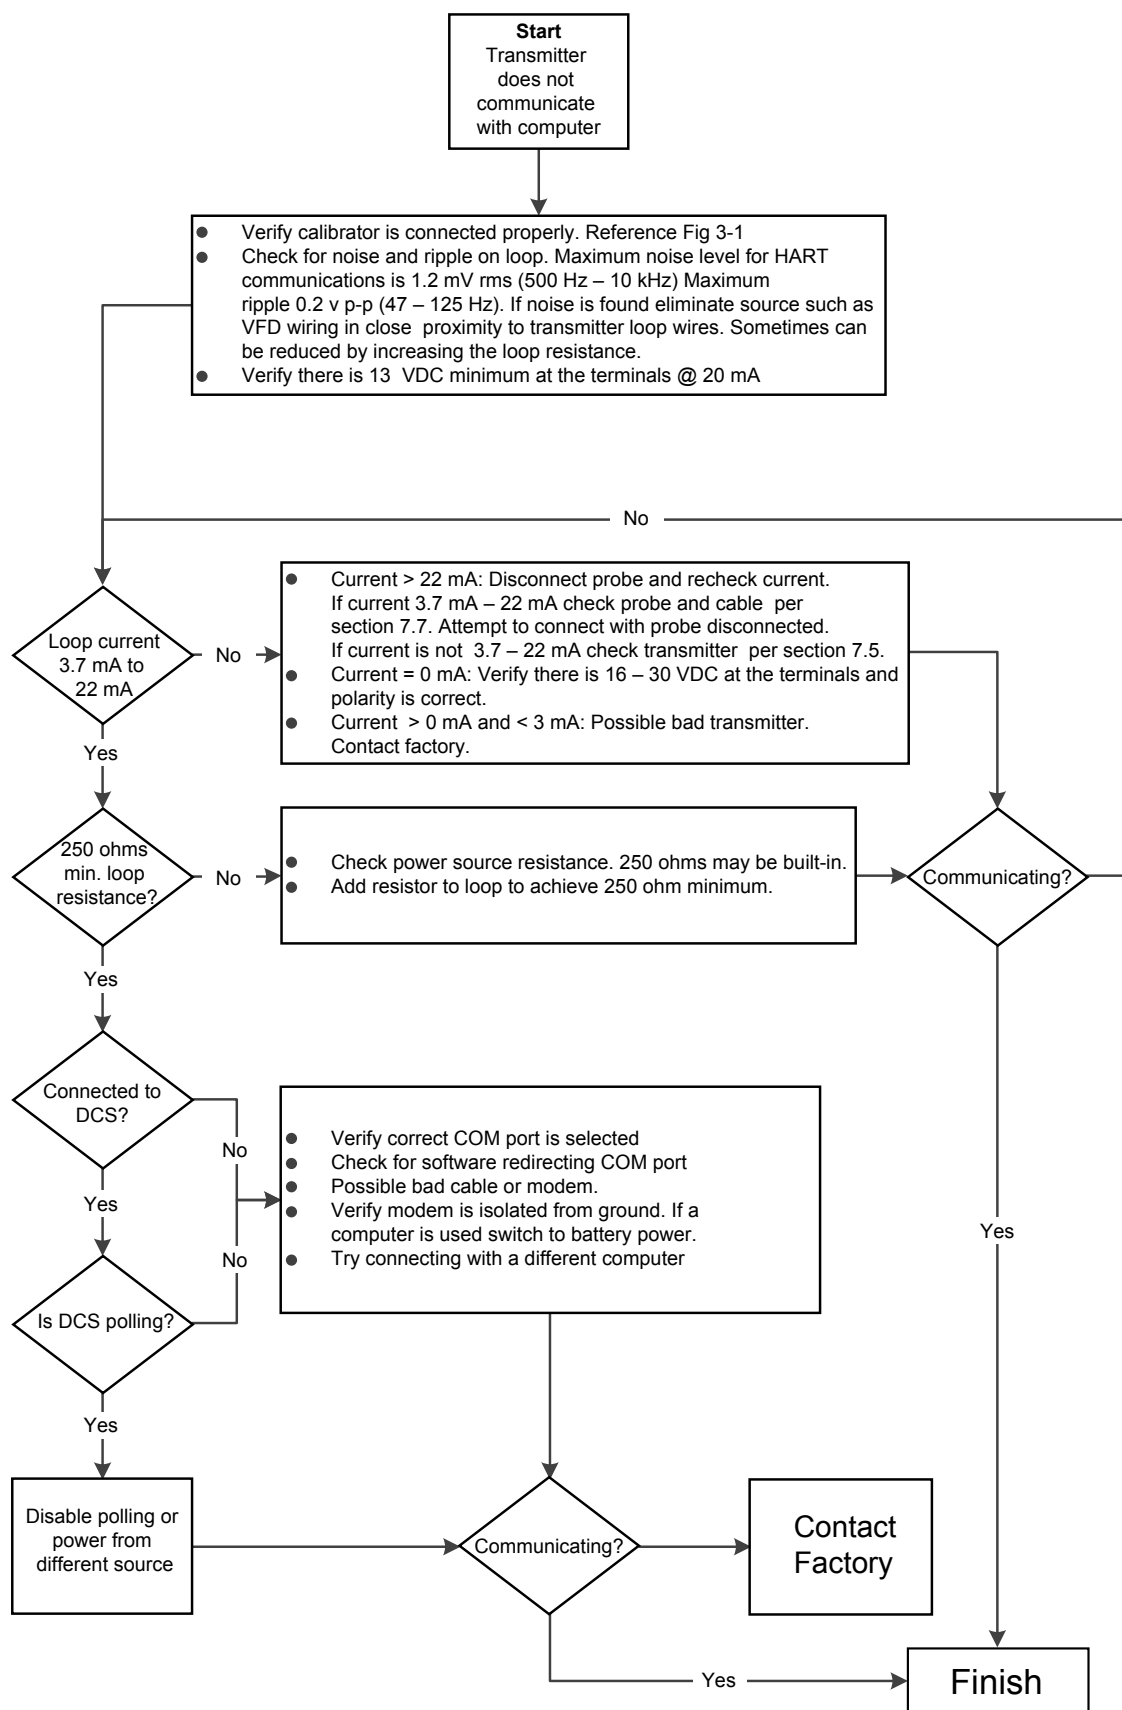 Start
Transmitter
does not
communicate
with computer
● Verify calibrator is connected properly. Reference Fig 3-1
● Check for noise and ripple on loop. Maximum noise level for HART
communications is 1.2 mV rms (500 Hz – 10 kHz) Maximum
ripple 0.2 v p-p (47 – 125 Hz). If noise is found eliminate source such as
VFD wiring in close proximity to transmitter loop wires. Sometimes can
be reduced by increasing the loop resistance.
● Verify there is 13 VDC minimum at the terminals @ 20 mA
No
Loop current
3.7 mA to
22 mA
No
● Current > 22 mA: Disconnect probe and recheck current.
If current 3.7 mA – 22 mA check probe and cable per
section 7.7. Attempt to connect with probe disconnected.
If current is not 3.7 – 22 mA check transmitter per section 7.5.
● Current = 0 mA: Verify there is 16 – 30 VDC at the terminals and
polarity is correct.
● Current > 0 mA and < 3 mA: Possible bad transmitter.
Contact factory.
Yes
250 ohms
min. loop
resistance?
No
● Check power source resistance. 250 ohms may be built-in.
● Add resistor to loop to achieve 250 ohm minimum.
Communicating?
Yes
Connected to
DCS?
No
● Verify correct COM port is selected
● Check for software redirecting COM port
● Possible bad cable or modem.
● Verify modem is isolated from ground. If a
computer is used switch to battery power.
● Try connecting with a different computer
Yes
No
Yes
Is DCS polling?
Yes
Disable polling or
power from
different source
Communicating?
Contact
Factory
Yes
Finish